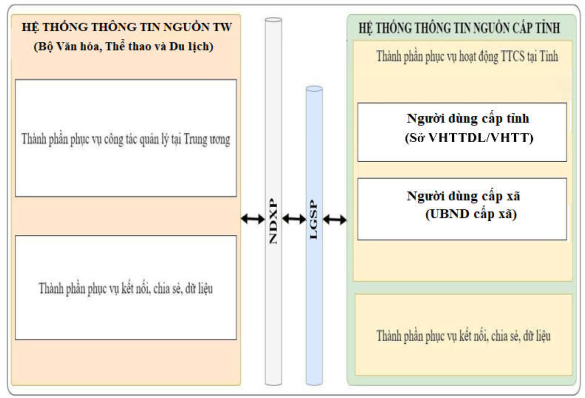 HỆ THỐNG THÔNG TIN NGUỒN TW
(Bộ Văn hóa, Thể thao và Du lịch)
Thành phần phục vụ công tác quản lý tại Trung ương
Thành phần phục vụ kết nối, chia sẻ, dữ liệu
NDXP
LGSP
HỆ THỐNG THÔNG TIN NGUỒN CẤP TỈNH
Thành phần phục vụ hoạt động TTCS tại Tỉnh
Người dùng cấp tỉnh
(Sở VHTTDL/VHTT)
Người dùng cấp xã
(UBND cấp xã)
Thành phần phục vụ kết nối, chia sẻ, dữ liệu